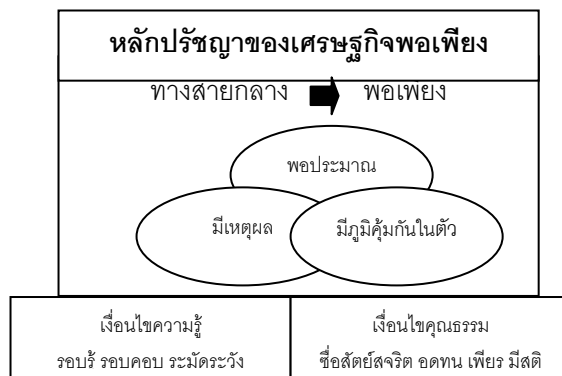 หลักปรัชญาของเศรษฐกิจพอเพียง
ทางสายกลาง พอเพียง
พอประมาณ
มีเหตุผล มีภูมิคุ้มกันในตัว
เงื่อนไขความรู้ เงื่อนไขคุณธรรม
รอบรู้ รอบคอบ ระมัดระวัง ซื่อสัตย์สุจริต อดทน เพียร มีสติ